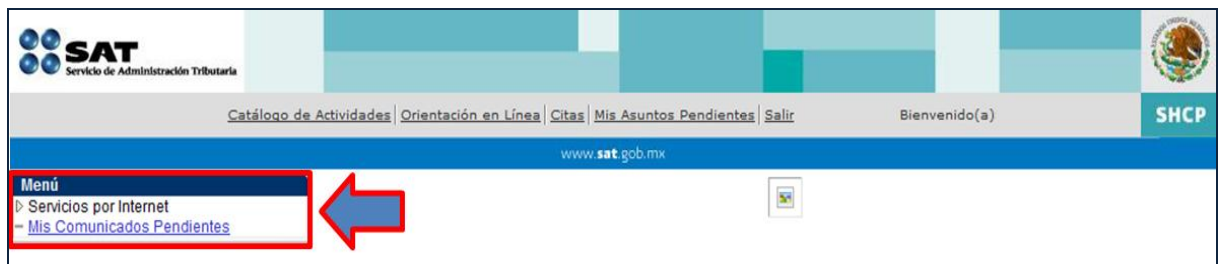 SAT
Servicio de Administración Tributaria
Catálogo de Actividades| Orientación en Línea| Citas| Mis Asuntos Pendientes| Salir Bienvenido(a) SHCP
www.sat.gob.mx
Menú
Servicios por Internet
Mis Comunicados Pendientes